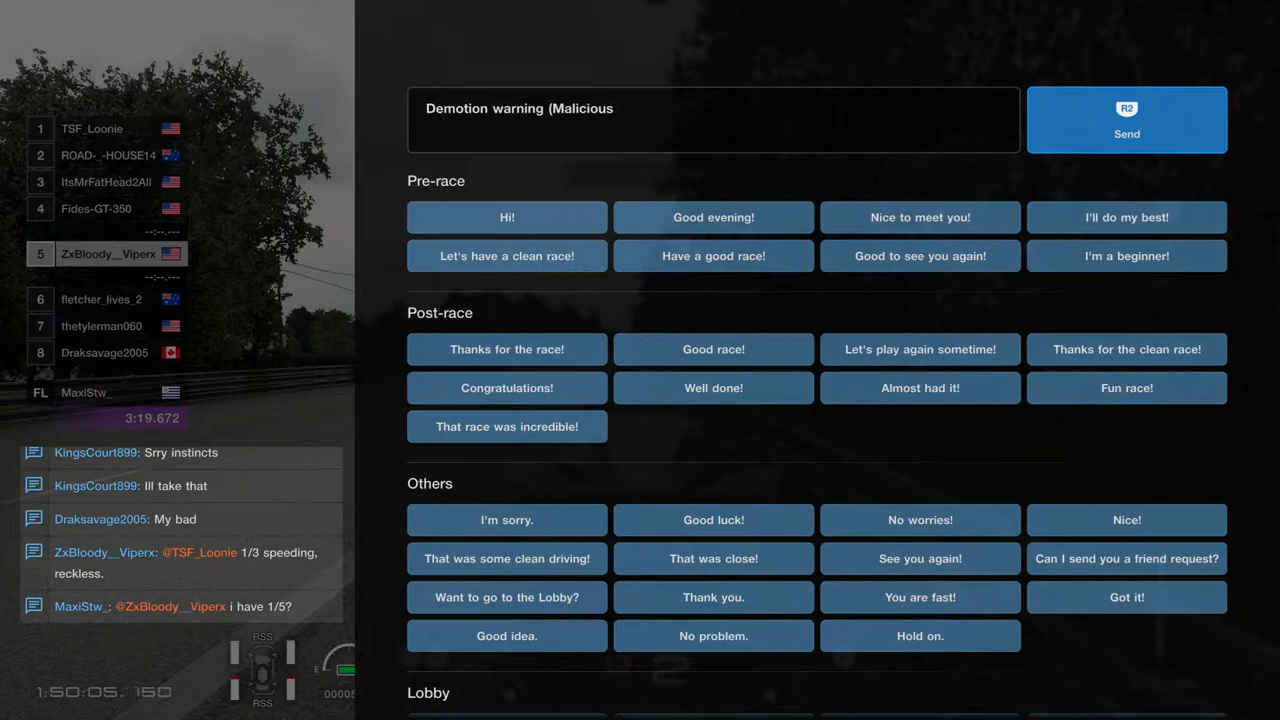 Demotion warning (Malicious
R2
Send
Pre-race
Hi!
Good evening!
Nice to meet you!
I'll do my best!
Let's have a clean race!
Have a good race!
Good to see you again!
I'm a beginner!
Post-race
Thanks for the race!
Good race!
Let's play again sometime!
Thanks for the clean race!
Congratulations!
Well done!
Almost had it!
Fun race!
That race was incredible!
Others
I'm sorry.
Good luck!
No worries!
Nice!
That was some clean driving!
That was close!
See you again!
Can I send you a friend request?
Want to go to the Lobby?
Thank you.
You are fast!
Got it!
Good idea.
No problem.
Hold on.
Lobby
1 TSF_Loonie
2 ROAD-_-HOUSE14
3 ItsMrFatHead2All
4 Fides-GT-350
--:--.---
5 ZxBloody__Viperx
--:--.---
6 fletcher_lives_2
7 thetylerman060
8 Draksavage2005
FL MaxiStw_
3:19.672
KingsCourt899: Srry instincts
KingsCourt899: Ill take that
Draksavage2005: My bad
ZxBloody__Viperx: @TSF_Loonie 1/3 speeding,
reckless.
MaxiStw_: @ZxBloody__Viperx i have 1/5?
RSS
E
1:50:05.150
00005
RSS